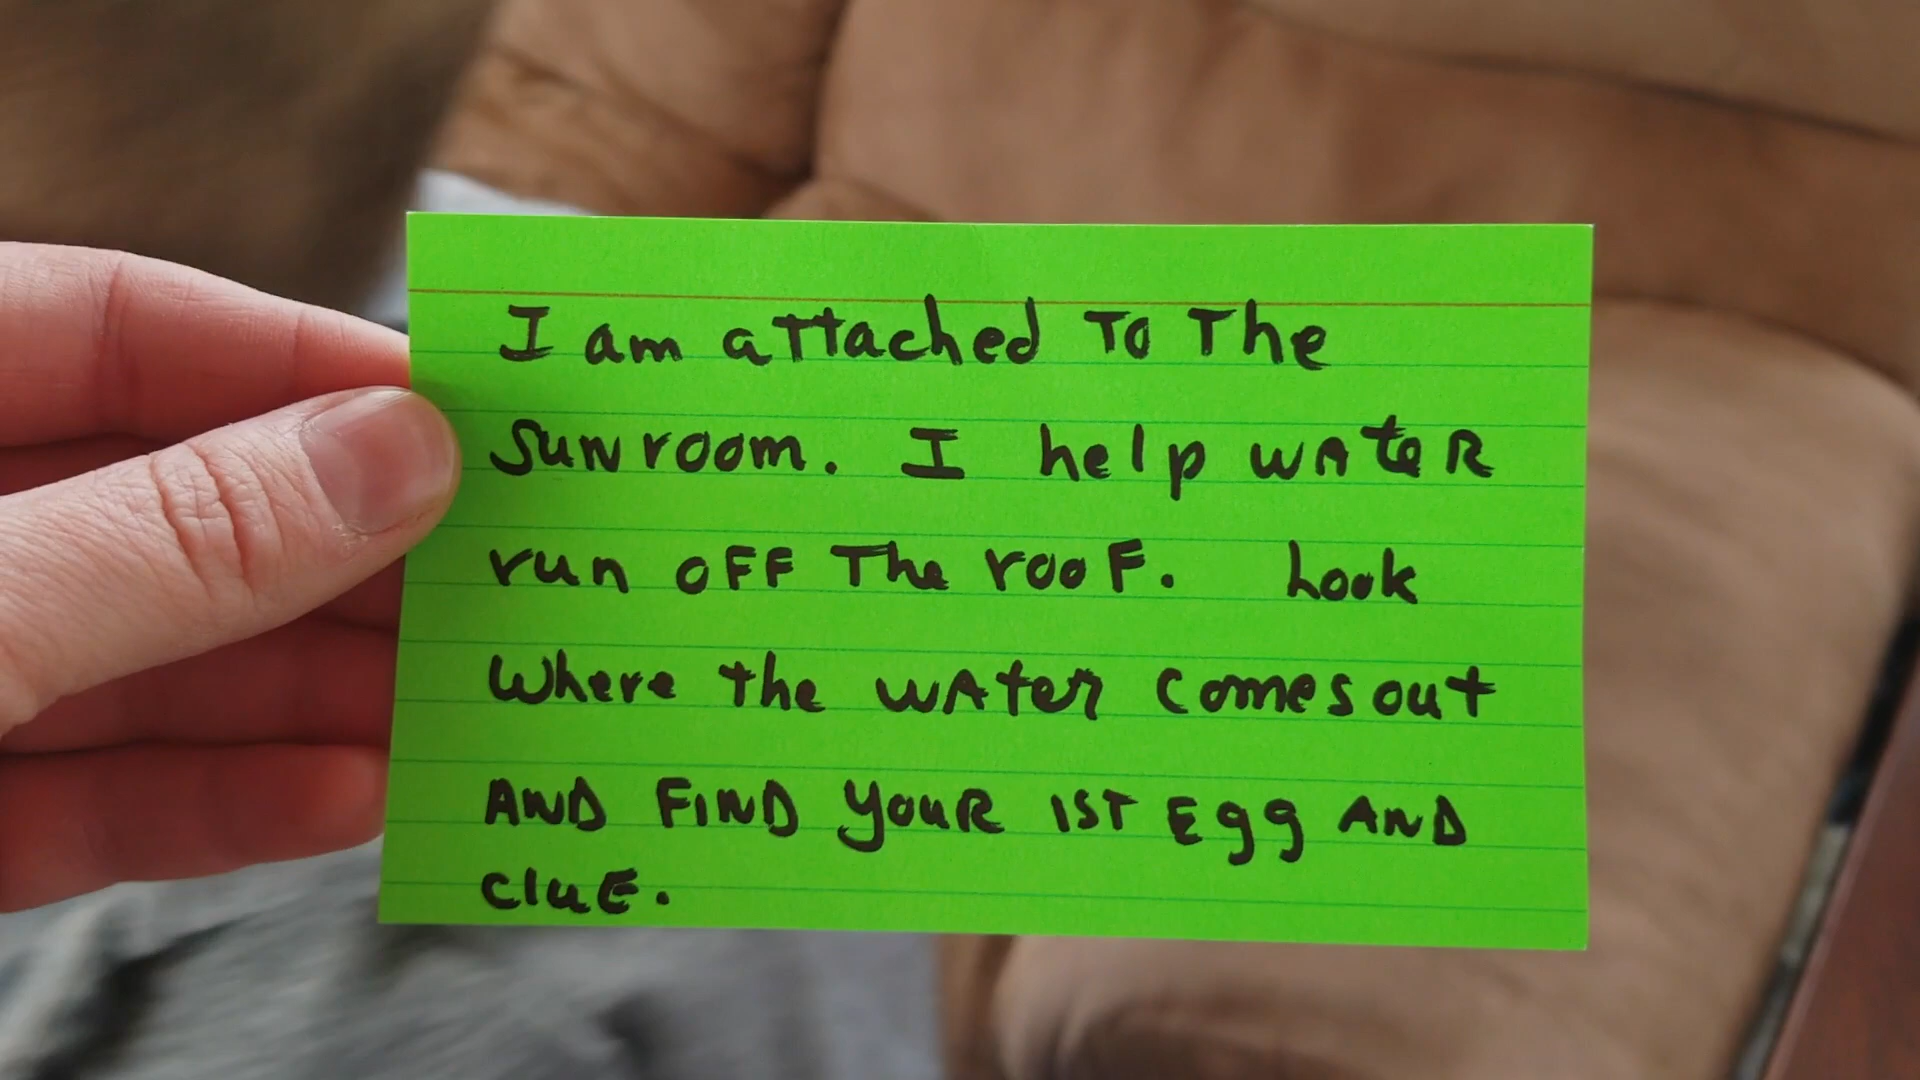 I am attached To The
Sunroom. I help WATER
run OFF The rooF. Look
Where the WATER Comes out
AND FIND YOUR 1ST Egg AND
CluE.